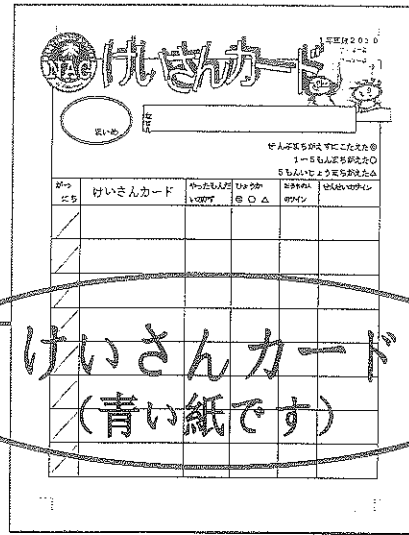 けいさんカード
まいめ
なまえ
ぜんぶまちがえずにこたえた◎
1～5もんまちがえた○
5もんいじょうまちがえた△
がつ
にち
けいさんカード
やったもんだ
いのかず
ひょうか
◎ ○ △
おうちの人
のサイン
せんせいのサイン
けいさんカード
(青い紙です)